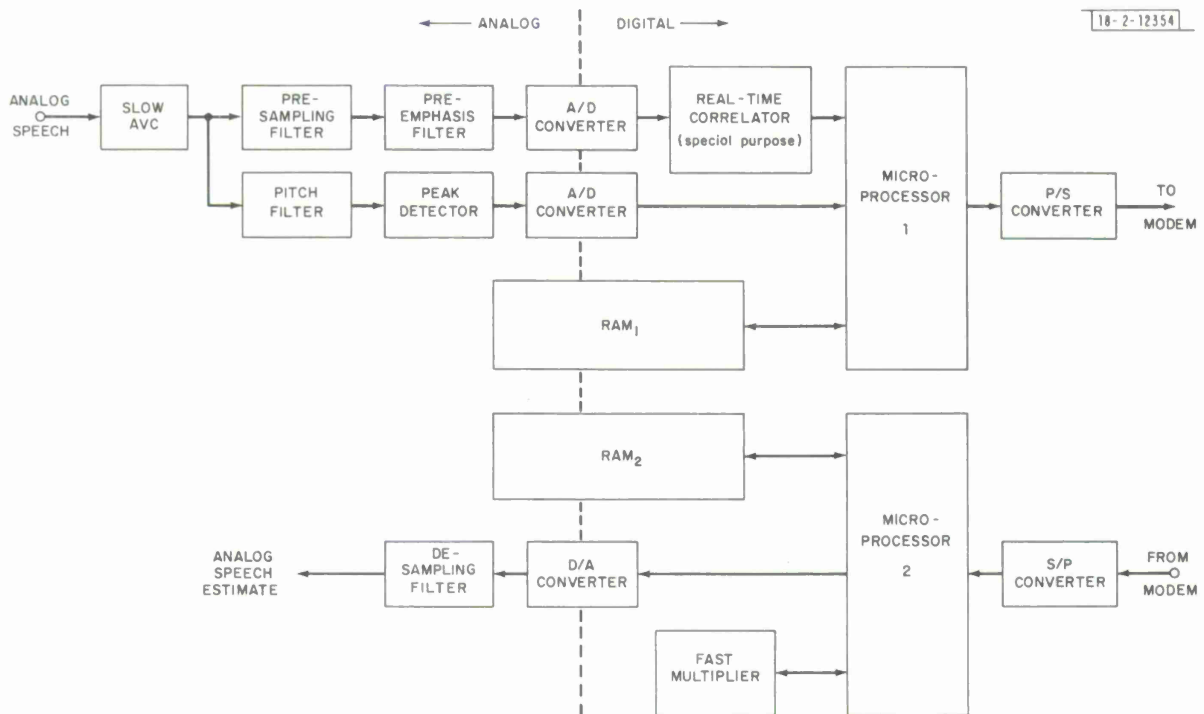 ← ANALOG
DIGITAL →
18-2-12354
ANALOG
SPEECH
SLOW
AVC
PRE-
SAMPLING
FILTER
PRE-
EMPHASIS
FILTER
A/D
CONVERTER
REAL-TIME
CORRELATOR
(special purpose)
PITCH
FILTER
PEAK
DETECTOR
A/D
CONVERTER
MICRO-
PROCESSOR
1
P/S
CONVERTER
TO
MODEM
RAM₁
RAM₂
MICRO-
PROCESSOR
2
ANALOG
SPEECH
ESTIMATE
DE-
SAMPLING
FILTER
D/A
CONVERTER
S/P
CONVERTER
FROM
MODEM
FAST
MULTIPLIER